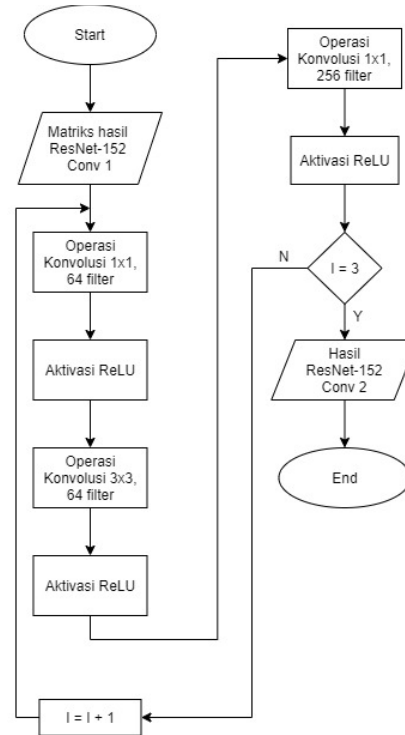 Start
Matriks hasil
ResNet-152
Conv 1
Operasi
Konvolusi 1x1,
64 filter
Aktivasi ReLU
Operasi
Konvolusi 3x3,
64 filter
Aktivasi ReLU
Operasi
Konvolusi 1x1,
256 filter
Aktivasi ReLU
I = 3
N
Y
Hasil
ResNet-152
Conv 2
End
I = I + 1